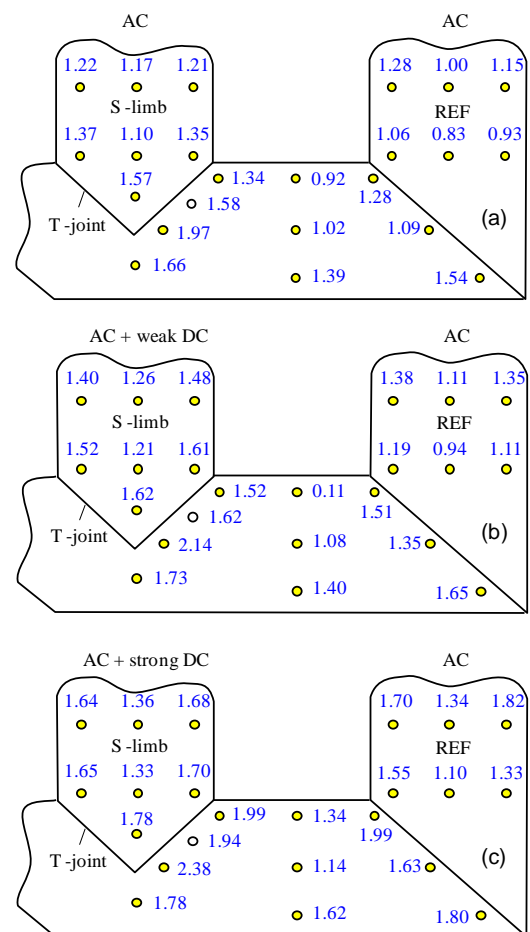 AC AC
1.22 1.17 1.21 1.28 1.00 1.15
S -limb REF
1.37 1.10 1.35 1.06 0.83 0.93
1.57 1.34 0.92 1.28
1.58
T -joint 1.97 1.02 1.09 (a)
1.66 1.39 1.54
AC + weak DC AC
1.40 1.26 1.48 1.38 1.11 1.35
S -limb REF
1.52 1.21 1.61 1.19 0.94 1.11
1.62 1.52 0.11 1.51
1.62
T -joint 2.14 1.08 1.35 (b)
1.73 1.40 1.65
AC + strong DC AC
1.64 1.36 1.68 1.70 1.34 1.82
S -limb REF
1.65 1.33 1.70 1.55 1.10 1.33
1.78 1.99 1.34 1.99
1.94
T -joint 2.38 1.14 1.63 (c)
1.78 1.62 1.80